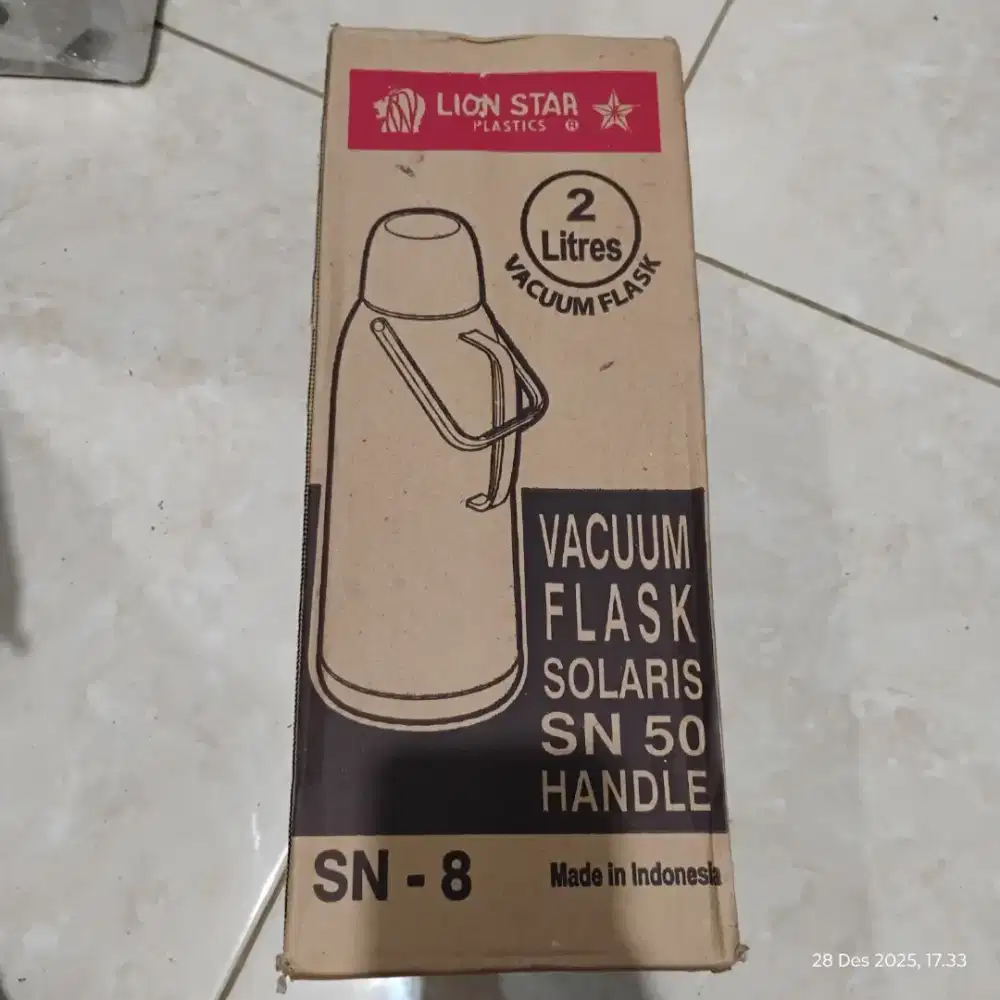 LION STAR
PLASTICS ®
2
Litres
VACUUM FLASK
VACUUM
FLASK
SOLARIS
SN 50
HANDLE
SN - 8
Made in Indonesia
28 Des 2025, 17.33